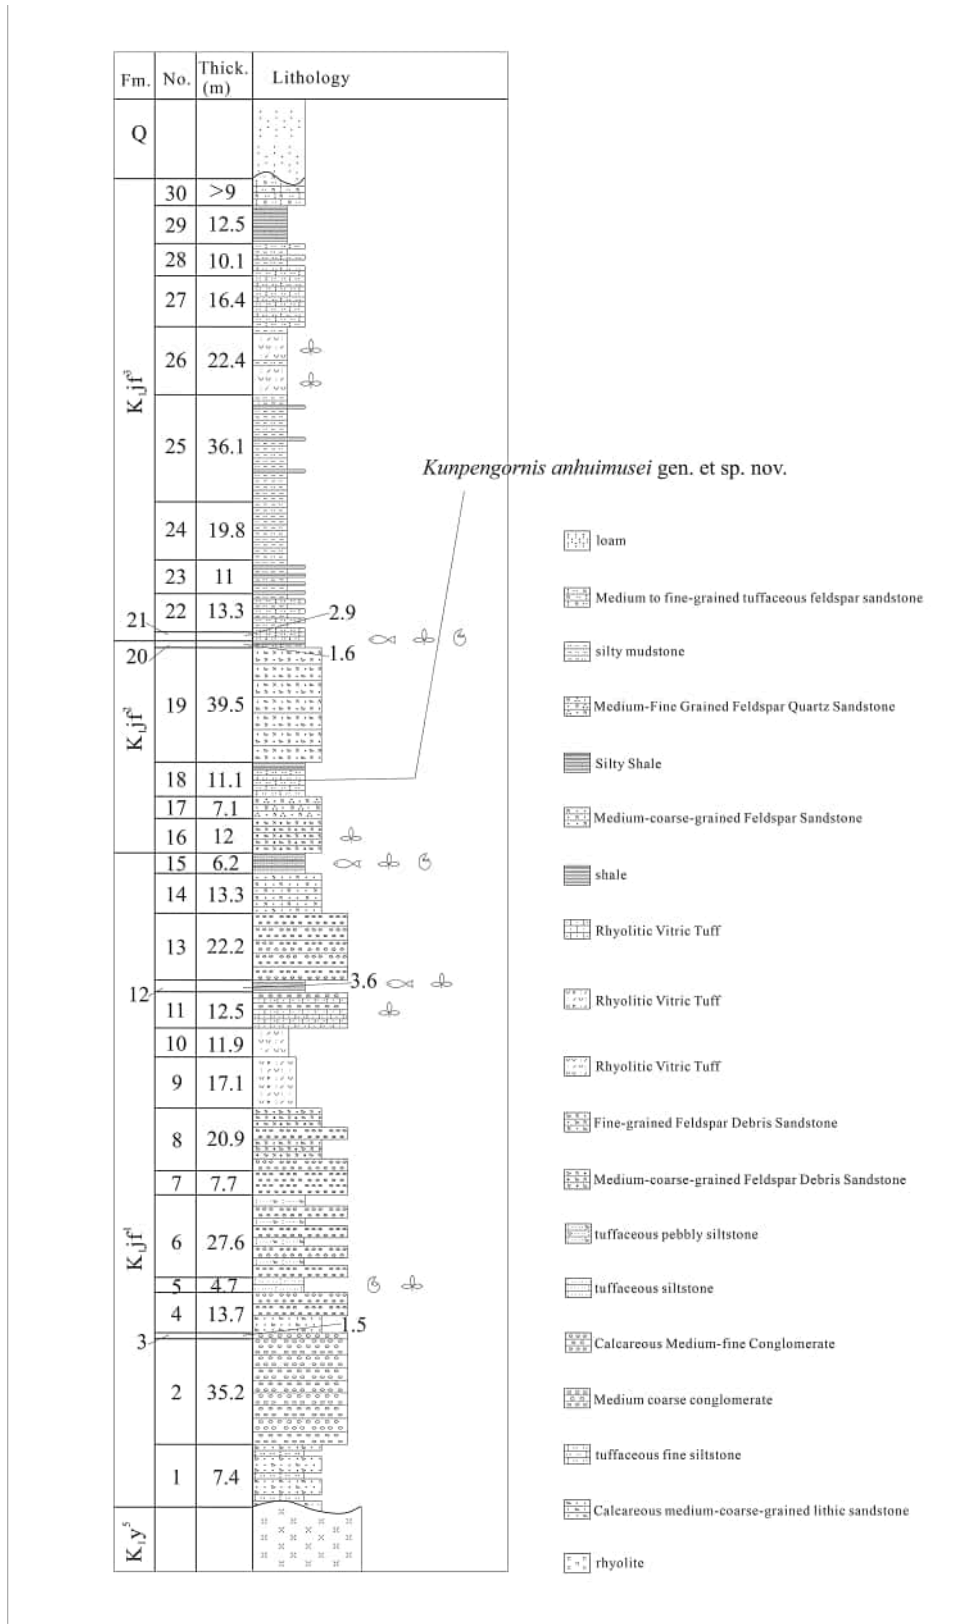 Fm. No. Thick. (m) Lithology
Q
30 >9
29 12.5
28 10.1
27 16.4
26 22.4
K₁jf³
25 36.1
Kunpengornis anhuimusei gen. et sp. nov.
24 19.8
23 11
22 13.3
21 2.9
20 1.6
19 39.5
K₁jf²
18 11.1
17 7.1
16 12
15 6.2
14 13.3
13 22.2
12 3.6
11 12.5
10 11.9
9 17.1
8 20.9
7 7.7
K₁jf¹
6 27.6
5 4.7
4 13.7
3 1.5
2 35.2
1 7.4
K₁y⁵
loam
Medium to fine-grained tuffaceous feldspar sandstone
silty mudstone
Medium-Fine Grained Feldspar Quartz Sandstone
Silty Shale
Medium-coarse-grained Feldspar Sandstone
shale
Rhyolitic Vitric Tuff
Rhyolitic Vitric Tuff
Rhyolitic Vitric Tuff
Fine-grained Feldspar Debris Sandstone
Medium-coarse-grained Feldspar Debris Sandstone
tuffaceous pebbly siltstone
tuffaceous siltstone
Calcareous Medium-fine Conglomerate
Medium coarse conglomerate
tuffaceous fine siltstone
Calcareous medium-coarse-grained lithic sandstone
rhyolite